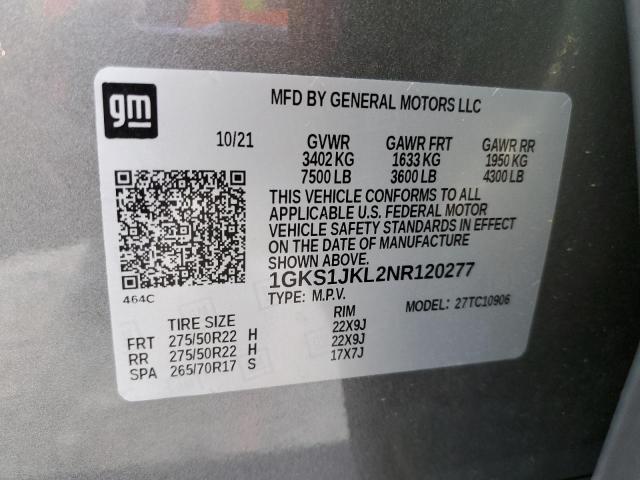 gm
MFD BY GENERAL MOTORS LLC
10/21 GVWR GAWR FRT GAWR RR
3402 KG 1633 KG 1950 KG
7500 LB 3600 LB 4300 LB
THIS VEHICLE CONFORMS TO ALL
APPLICABLE U.S. FEDERAL MOTOR
VEHICLE SAFETY STANDARDS IN EFFECT
ON THE DATE OF MANUFACTURE
SHOWN ABOVE.
464C
1GKS1JKL2NR120277
TYPE: M.P.V. MODEL: 27TC10906
TIRE SIZE RIM
FRT 275/50R22 H 22X9J
RR 275/50R22 H 22X9J
SPA 265/70R17 S 17X7J